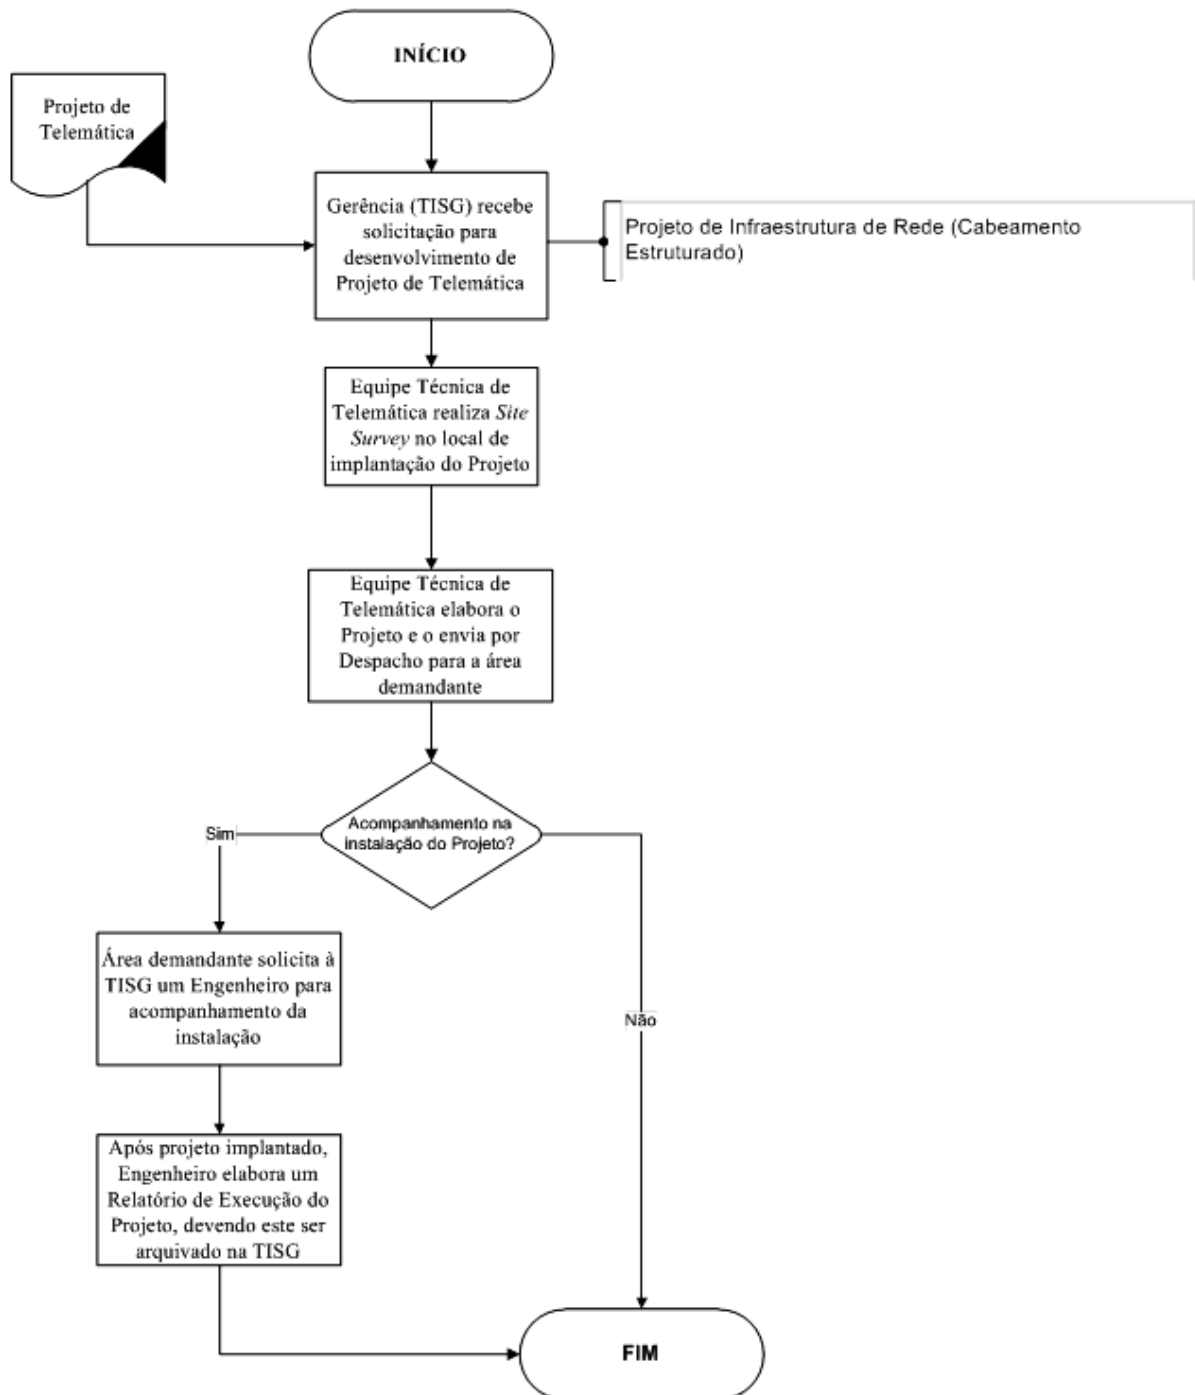 INÍCIO
Projeto de
Telemática
Gerência (TISG) recebe
solicitação para
desenvolvimento de
Projeto de Telemática
Projeto de Infraestrutura de Rede (Cabeamento
Estruturado)
Equipe Técnica de
Telemática realiza Site
Survey no local de
implantação do Projeto
Equipe Técnica de
Telemática elabora o
Projeto e o envia por
Despacho para a área
demandante
Acompanhamento na
instalação do Projeto?
Sim
Área demandante solicita à
TISG um Engenheiro para
acompanhamento da
instalação
Não
Após projeto implantado,
Engenheiro elabora um
Relatório de Execução do
Projeto, devendo este ser
arquivado na TISG
FIM